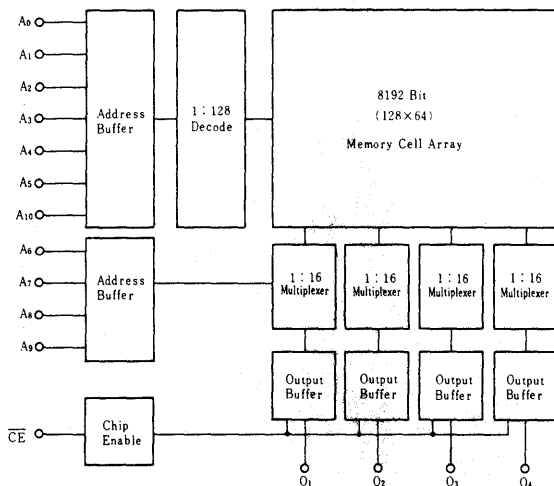 A0
A1
A2
A3
A4
A5
A10
Address
Buffer
1 : 128
Decode
8192 Bit
(128×64)
Memory Cell Array
A6
A7
A8
A9
Address
Buffer
1 : 16
Multiplexer
1 : 16
Multiplexer
1 : 16
Multiplexer
1 : 16
Multiplexer
Output
Buffer
Output
Buffer
Output
Buffer
Output
Buffer
CE
Chip
Enable
O1
O2
O3
O4